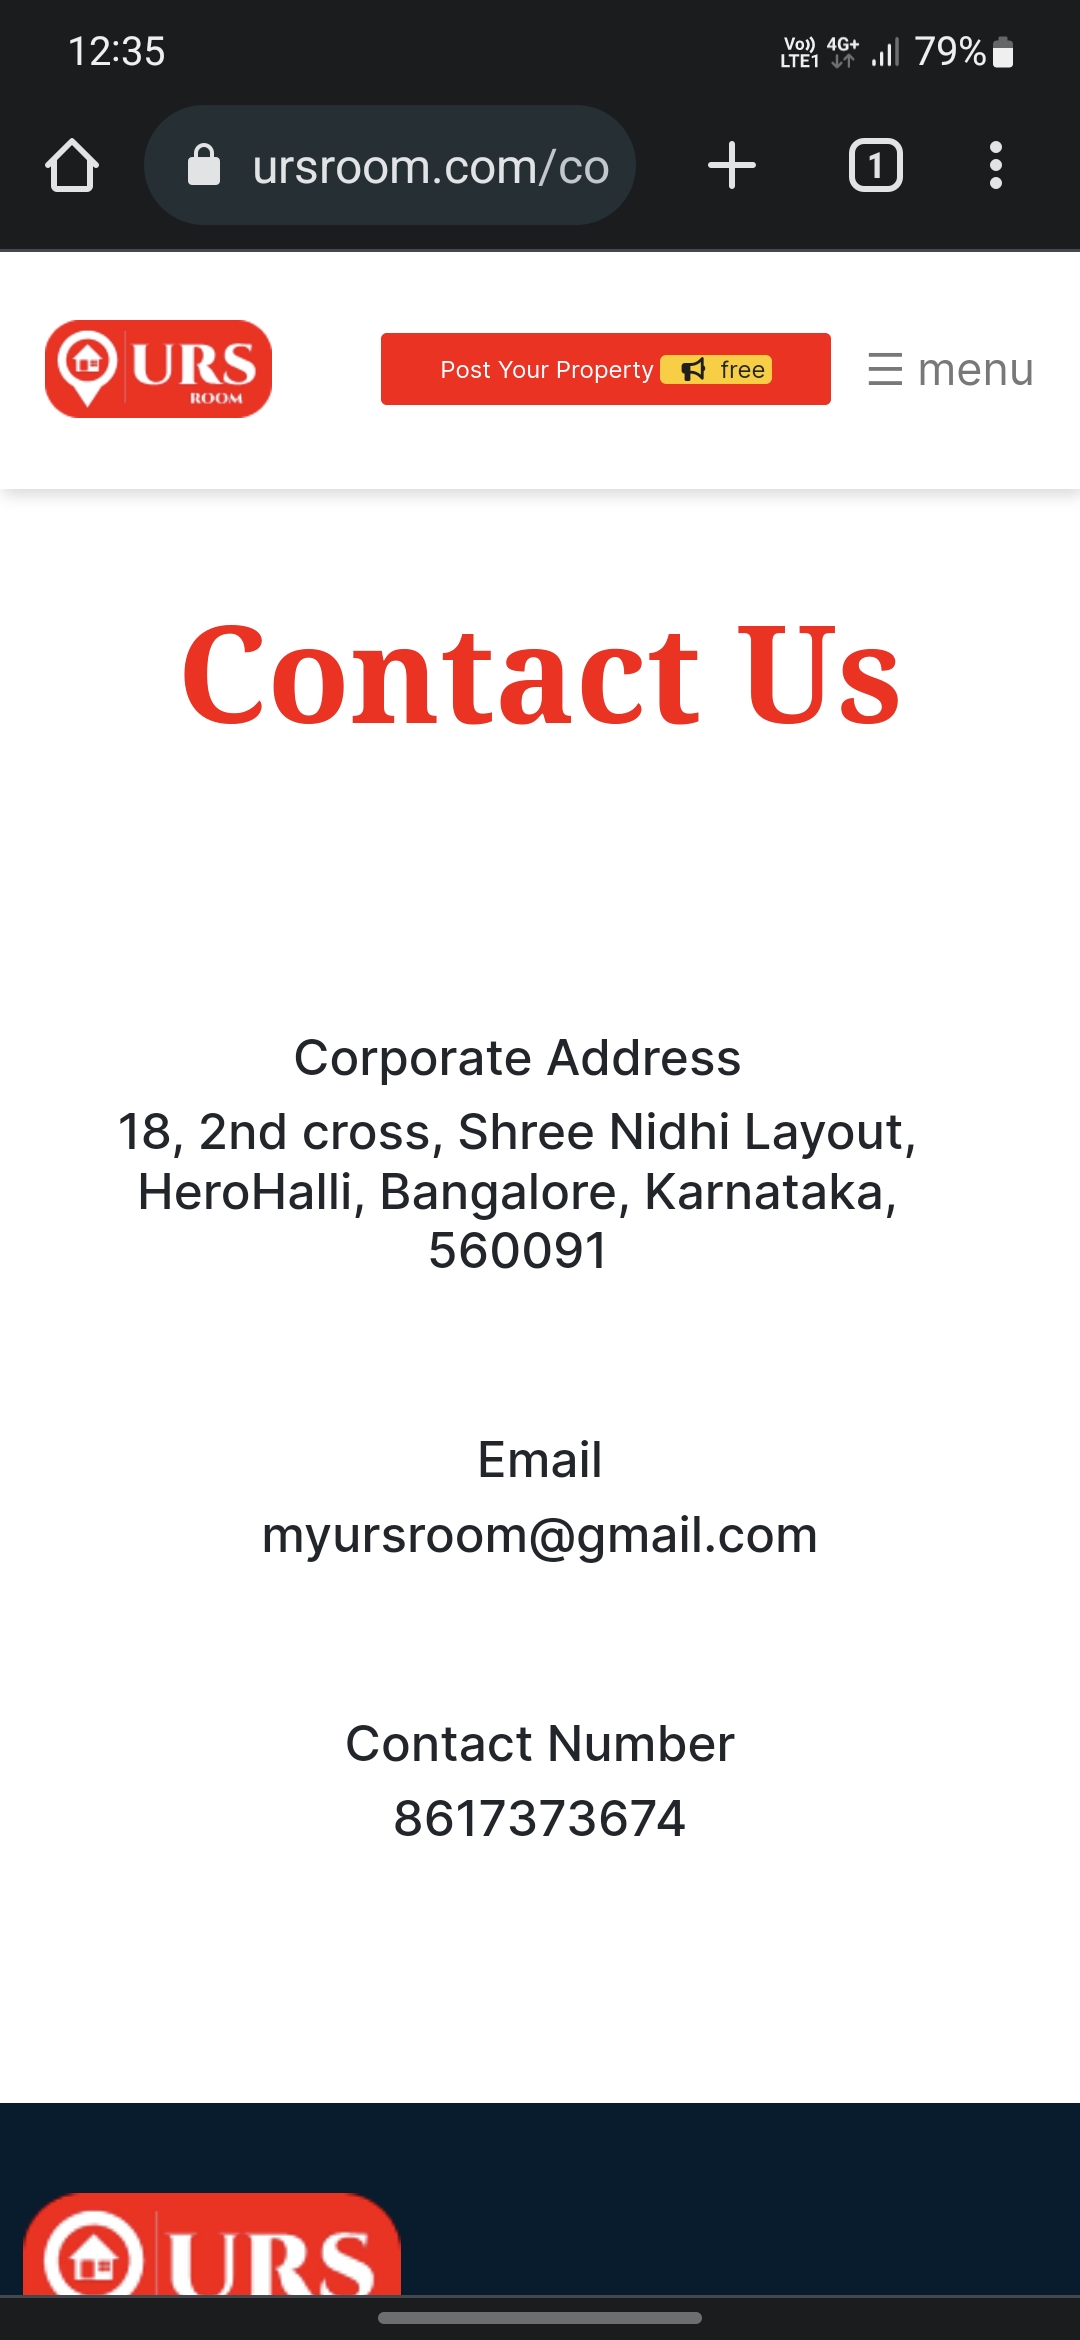 12:35
Vo)) 4G+ 79%
LTE1
ursroom.com/co
1
URS
ROOM
Post Your Property free
menu
Contact Us
Corporate Address
18, 2nd cross, Shree Nidhi Layout,
HeroHalli, Bangalore, Karnataka,
560091
Email
myursroom@gmail.com
Contact Number
8617373674
URS